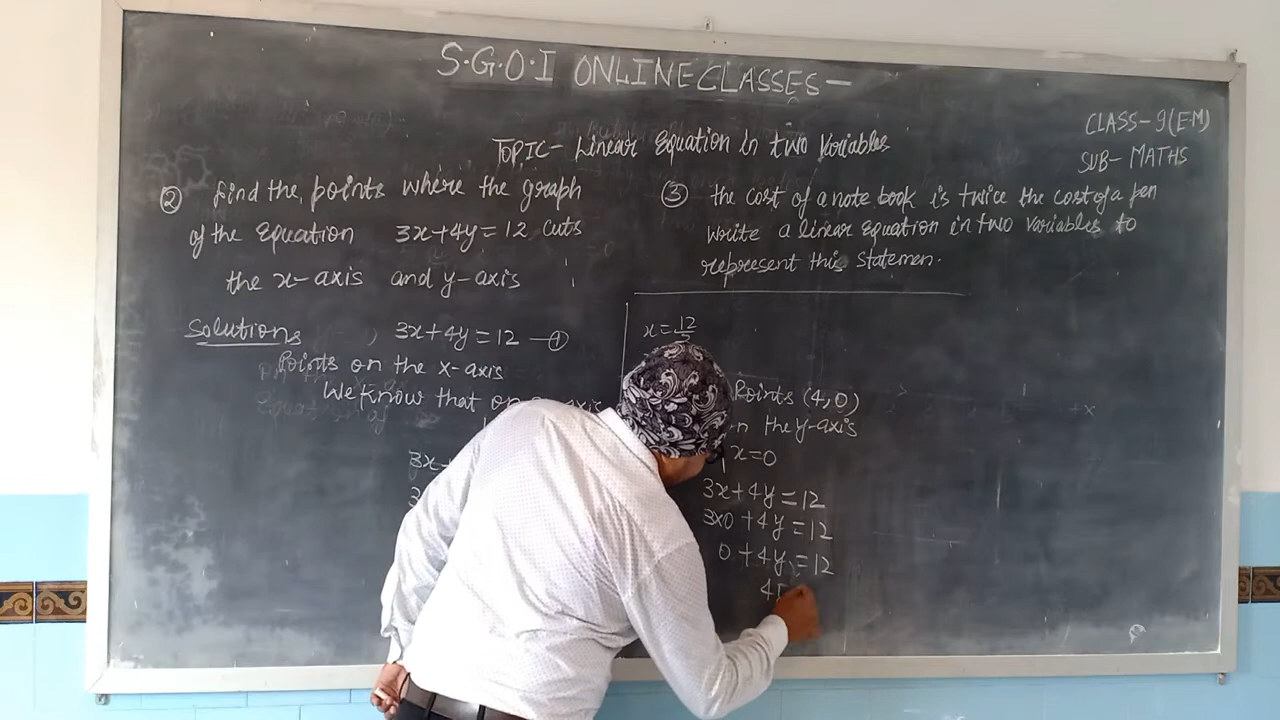 S.G.O.I ONLINE CLASSES -
CLASS - 9 (E.M)
SUB - MATHS
TOPIC - Linear Equation in two Variables
② find the points where the graph
of the Equation 3x+4y=12 cuts
the x-axis and y-axis
③ the cost of a note book is twice the cost of a pen
write a linear Equation in two variables to
represent this statemen.
Solutions , 3x+4y=12 — ①
Points on the x-axis
We know that on
axis
3x
3
x = 12
Points (4,0)
n the y-axis
x=0
3x+4y=12
3x0+4y=12
0+4y=12
4